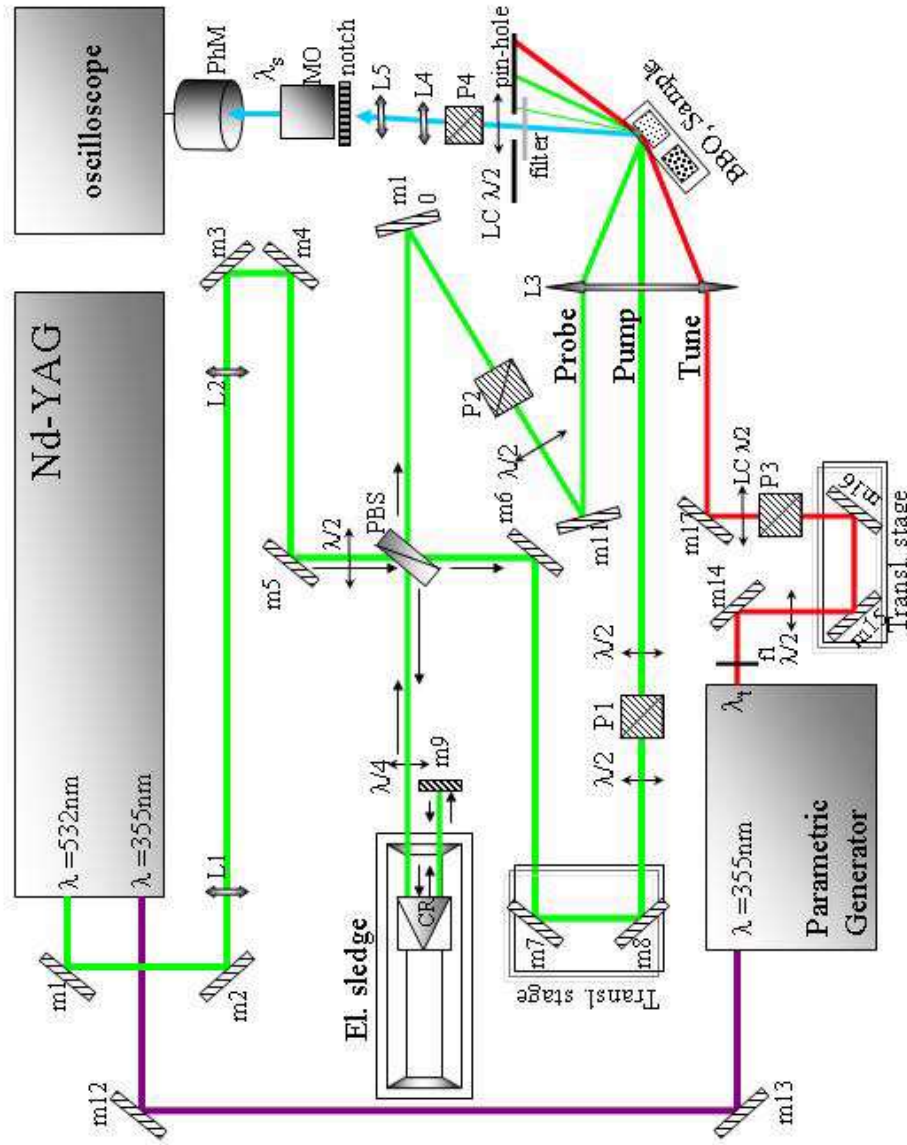 oscilloscope
PhM
λs
MO
notch
L5
L4
P4
LC λ/2
pin-hole
filter
BBO, Sample
Nd-YAG
λ=532nm
λ=355nm
L1
L2
m1
m2
m3
m4
m5
λ/2
PBS
m6
m1
0
P2
λ/2
m11
L3
Probe
Pump
Tune
λ/4
m9
CR
El. sledge
m7
m8
Transl. stage
λ/2
P1
λ/2
m12
m13
λ=355nm
Parametric
Generator
λt
f1
λ/2
m14
m15
m16
Transl stage
m17
LC λ/2
P3